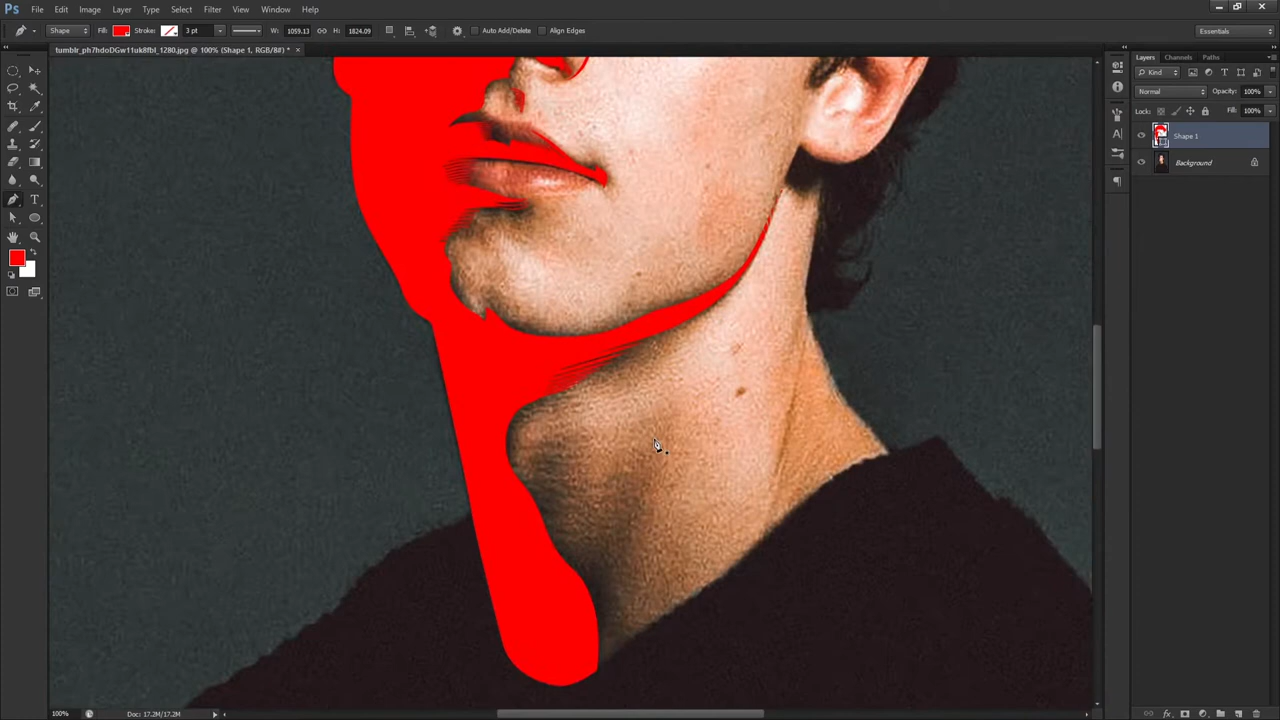 Ps File Edit Image Layer Type Select Filter View Window Help
Shape Fill: Stroke: 3 pt W: 1059.13 H: 1824.09 Auto Add/Delete Align Edges Essentials
tumblr_ph7hdoDGw11uk8fbl_1280.jpg @ 100% (Shape 1, RGB/8#) * ×
Layers Channels Paths
Kind
Normal Opacity: 100%
Lock: Fill: 100%
Shape 1
Background
100% Doc: 17.2M/17.2M